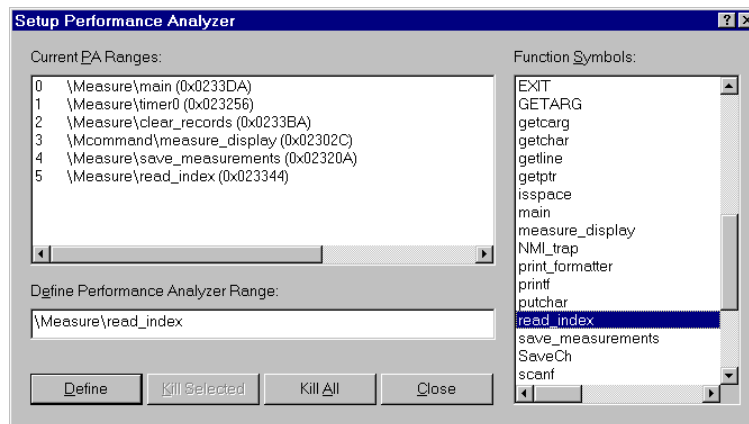 Setup Performance Analyzer
Current PA Ranges:
0 \Measure\main (0x0233DA)
1 \Measure\timer0 (0x023256)
2 \Measure\clear_records (0x0233BA)
3 \Mcommand\measure_display (0x02302C)
4 \Measure\save_measurements (0x02320A)
5 \Measure\read_index (0x023344)
Define Performance Analyzer Range:
\Measure\read_index
Define Kill Selected Kill All Close
Function Symbols:
EXIT
GETARG
getcarg
getchar
getline
getptr
isspace
main
measure_display
NMI_trap
print_formatter
printf
putchar
read_index
save_measurements
SaveCh
scanf